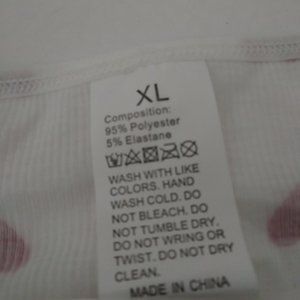 XL
Composition:
95% Polyester
5% Elastane
WASH WITH LIKE
COLORS. HAND
WASH COLD. DO
NOT BLEACH. DO
NOT TUMBLE DRY.
DO NOT WRING OR
TWIST. DO NOT DRY
CLEAN.
MADE IN CHINA